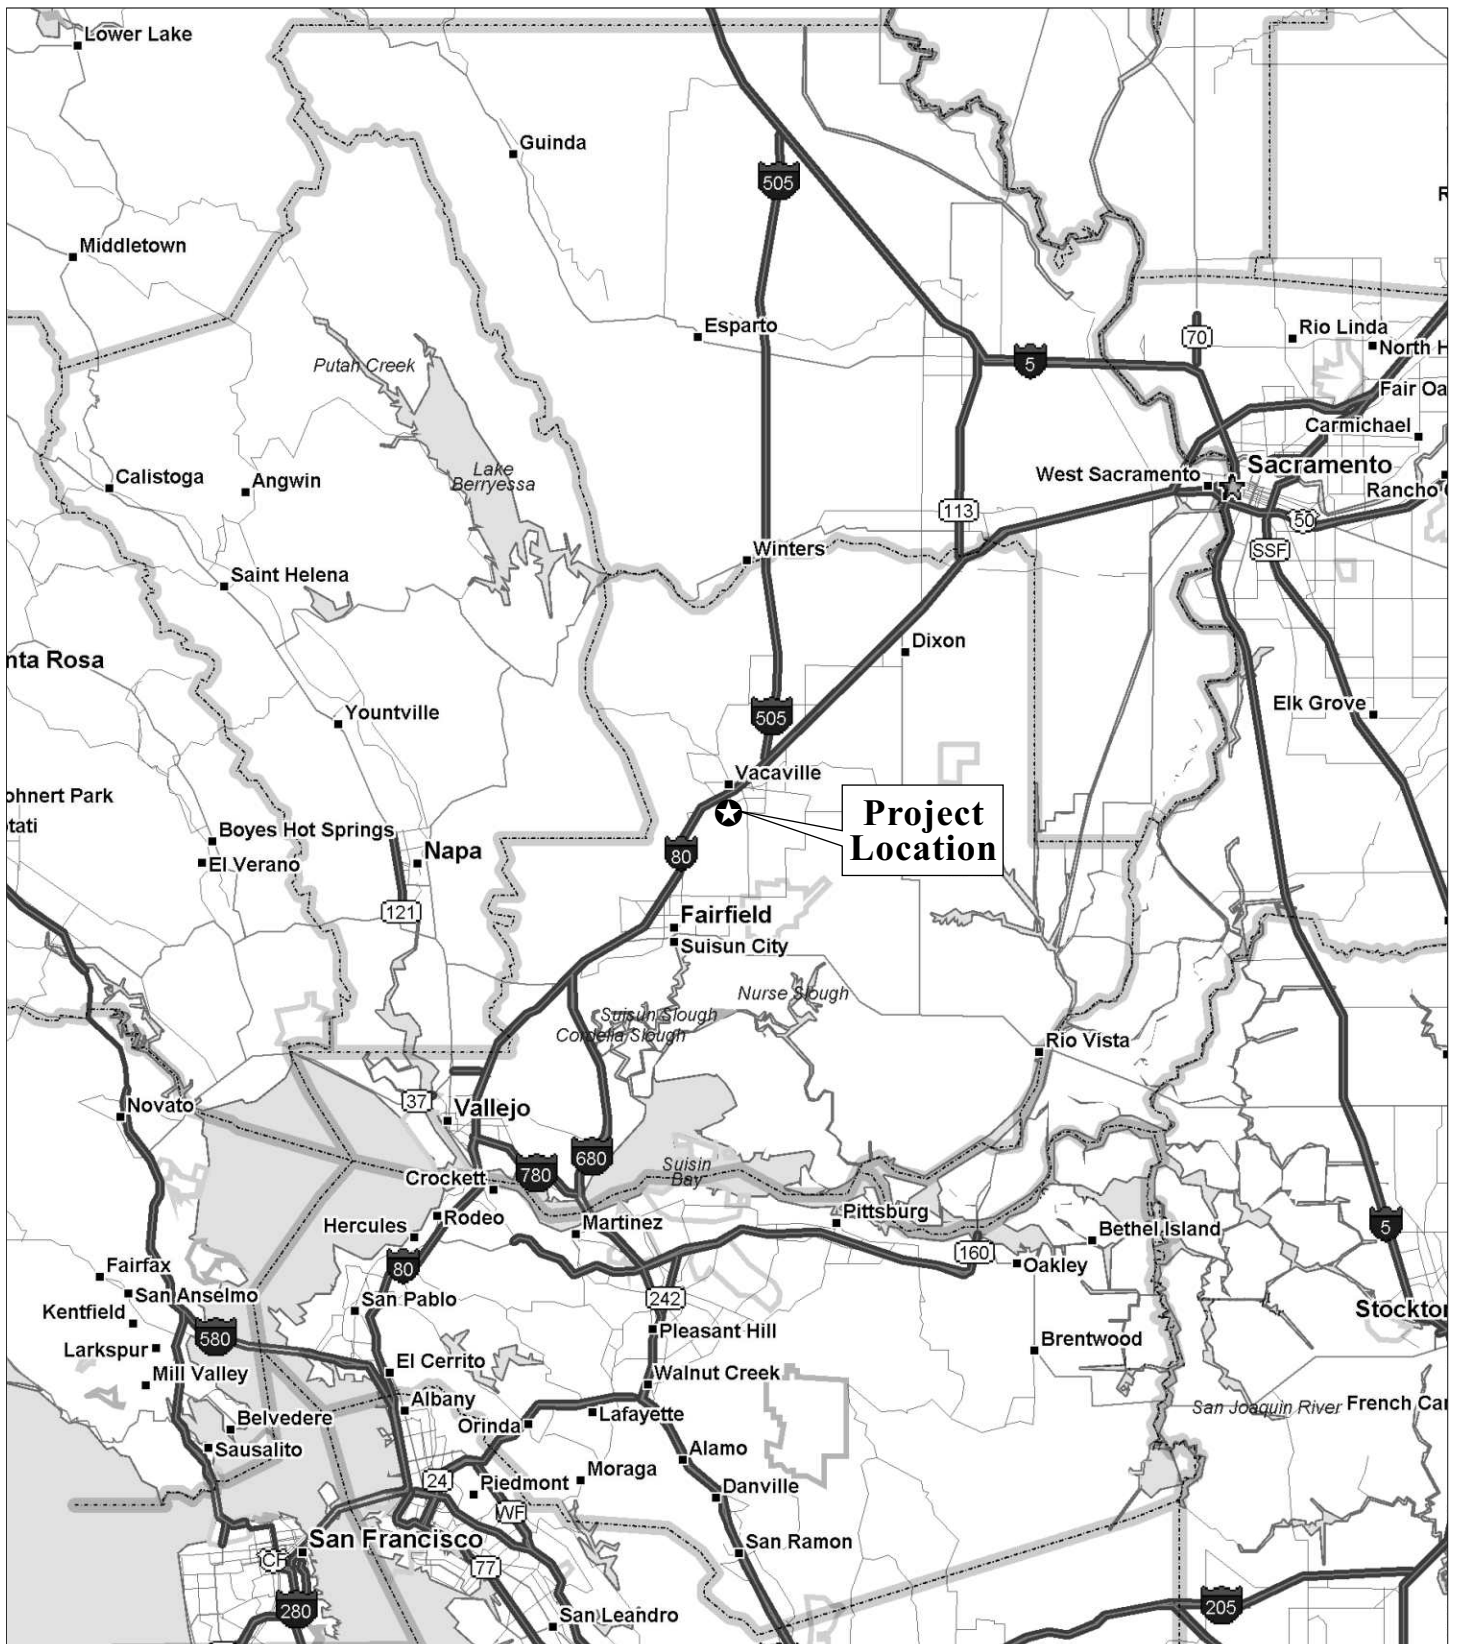 Lower Lake
Guinda
505
R
Middletown
Esparto
70
Rio Linda
North H
Putah Creek
5
Fair Oa
Carmichael
Sacramento
Lake
Berryessa
Calistoga
Angwin
West Sacramento
Rancho C
113
50
SSF
Winters
Saint Helena
Dixon
nta Rosa
Yountville
505
Elk Grove
Vacaville
ohnert Park
Project
Location
otati
Boyes Hot Springs
80
Napa
El Verano
121
Fairfield
Suisun City
Nurse Slough
Suisun Slough
Cordelia Slough
Rio Vista
37
Novato
Vallejo
680
780
Suisin
Bay
Crockett
Pittsburg
Hercules
Rodeo
Martinez
Bethel Island
5
160
Oakley
80
Fairfax
San Anselmo
San Pablo
242
Kentfield
Stockton
580
Pleasant Hill
Brentwood
Larkspur
El Cerrito
Mill Valley
Walnut Creek
Albany
San Joaquin River
French Ca
Belvedere
Orinda
Lafayette
Sausalito
Alamo
24
Piedmont
Moraga
Danville
WF
San Francisco
San Ramon
CF
77
280
San Leandro
205